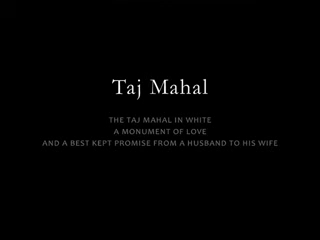 Taj Mahal
THE TAJ MAHAL IN WHITE
A MONUMENT OF LOVE
AND A BEST KEPT PROMISE FROM A HUSBAND TO HIS WIFE